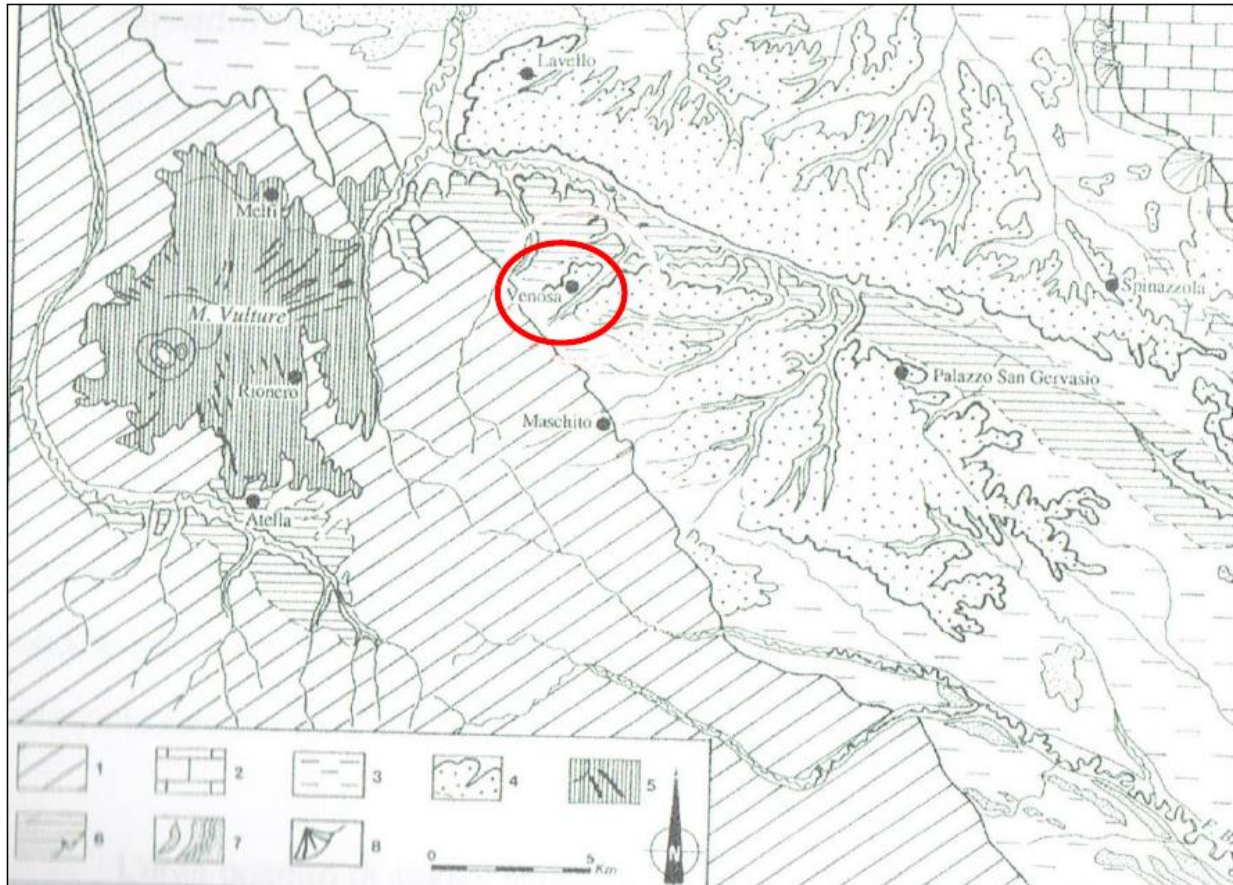 Lavello
Melfi
Venosa
Spinazzola
M. Vulture
Rionero
Palazzo San Gervasio
Maschito
Atella
1
2
3
4
5
6
7
8
N
0
5
Km